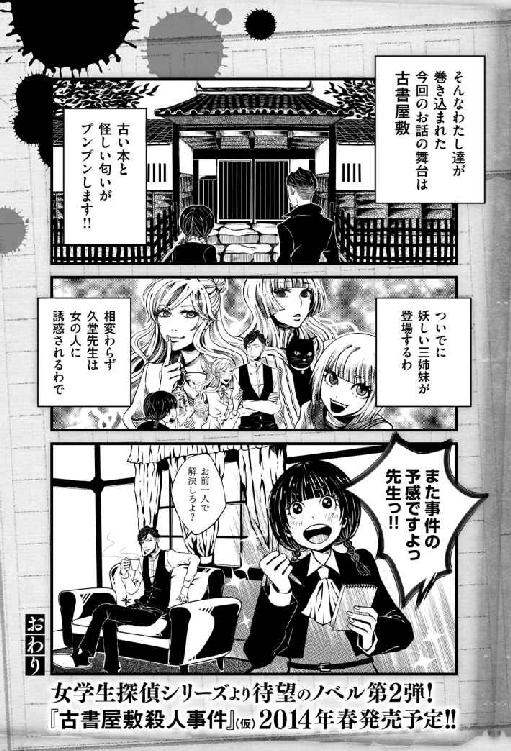 そんなわたし達が
巻き込まれた
今回のお話の舞台は
古書屋敷
古い本と
怪しい匂いが
プンプンします!!
ついでに
妖しい三姉妹が
登場するわ
相変わらず
久堂先生は
女の人に
誘惑されるわで
また事件の
予感ですよっ
先生っ!!
お前一人で
解決しろよ?
おわり
女学生探偵シリーズより待望のノベル第2弾!
『古書屋敷殺人事件』(仮)2014年春発売予定!!